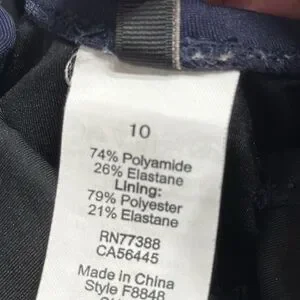 10
74% Polyamide
26% Elastane
Lining:
79% Polyester
21% Elastane
RN77388
CA56445
Made in China
Style F8848